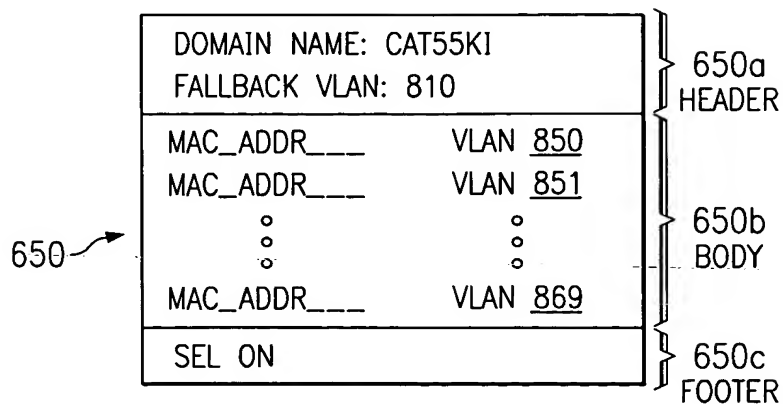 DOMAIN NAME: CAT55KI
FALLBACK VLAN: 810
650a
HEADER
MAC_ADDR___ VLAN 850
MAC_ADDR___ VLAN 851
650
650b
BODY
MAC_ADDR___ VLAN 869
SEL ON
650c
FOOTER